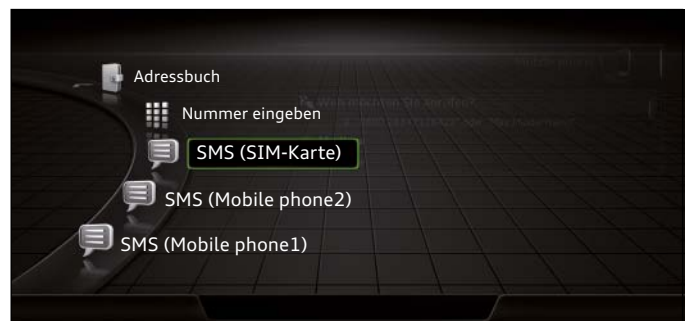 Adressbuch
Nummer eingeben
SMS (SIM-Karte)
SMS (Mobile phone2)
SMS (Mobile phone1)